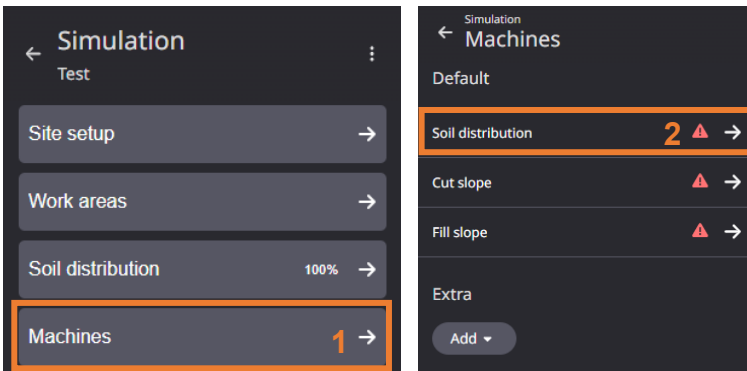 Simulation
Test
Site setup
Work areas
Soil distribution 100%
Machines 1
Simulation
Machines
Default
Soil distribution 2
Cut slope
Fill slope
Extra
Add